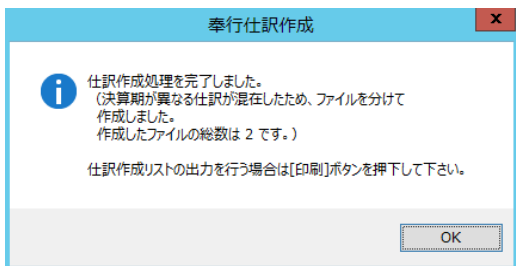 奉行仕訳作成
x
仕訳作成処理を完了しました。
（決算期が異なる仕訳が混在したため、ファイルを分けて
作成しました。
作成したファイルの総数は 2 です。）
仕訳作成リストの出力を行う場合は[印刷]ボタンを押下して下さい。
OK